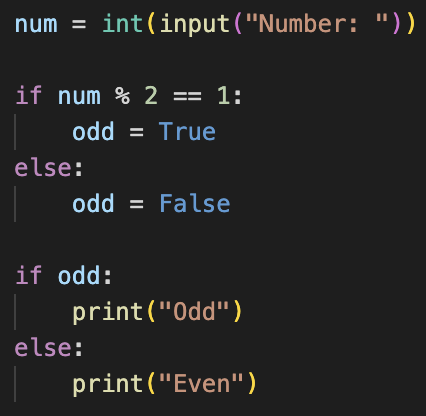 num = int(input("Number: "))

if num % 2 == 1:
    odd = True
else:
    odd = False

if odd:
    print("Odd")
else:
    print("Even")